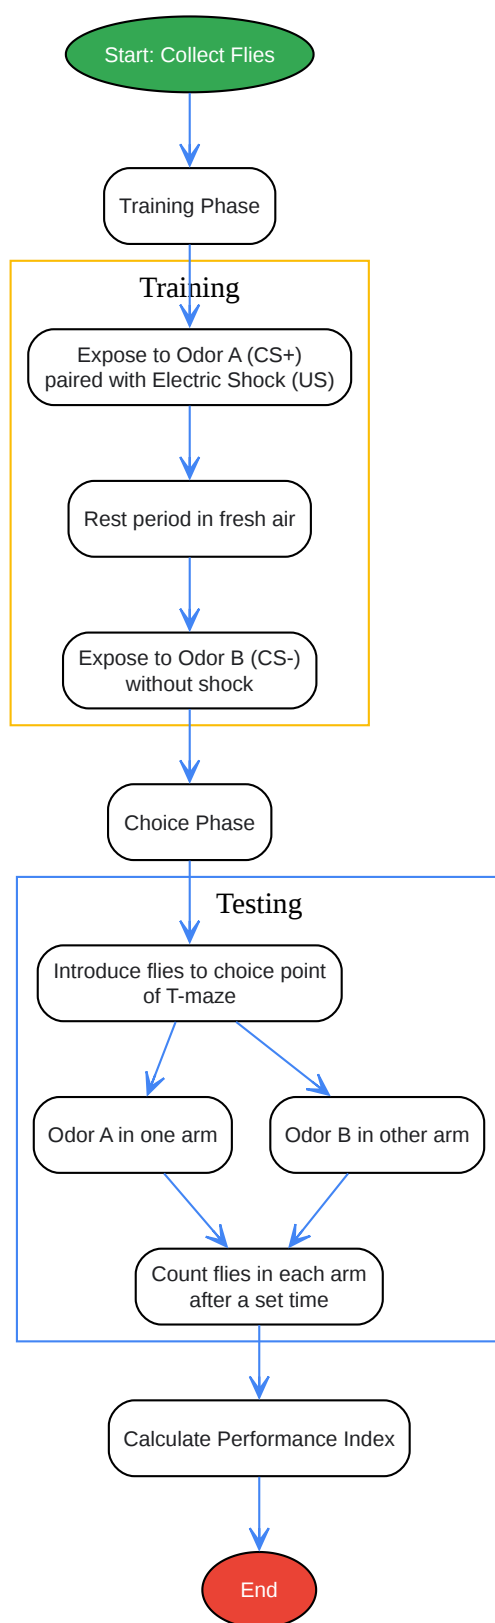 Start: Collect Flies
Training Phase
Training
Expose to Odor A (CS+)
paired with Electric Shock (US)
Rest period in fresh air
Expose to Odor B (CS-)
without shock
Choice Phase
Testing
Introduce flies to choice point
of T-maze
Odor A in one arm
Odor B in other arm
Count flies in each arm
after a set time
Calculate Performance Index
End